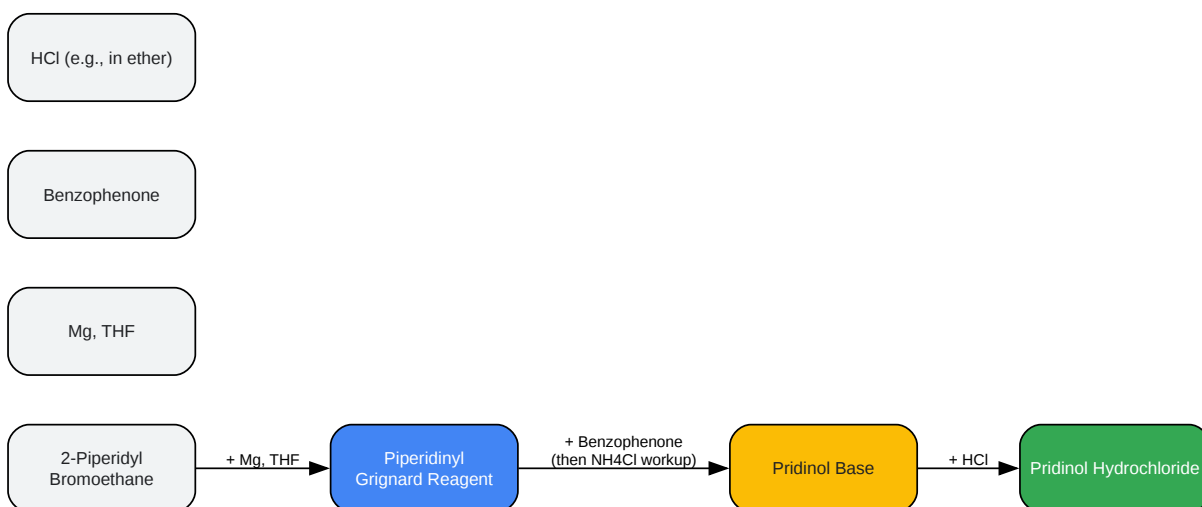 HCl (e.g., in ether)
Benzophenone
Mg, THF
2-Piperidyl
Bromoethane
+ Mg, THF
Piperidinyl
Grignard Reagent
+ Benzophenone
(then NH4Cl workup)
Pridinol Base
+ HCl
Pridinol Hydrochloride